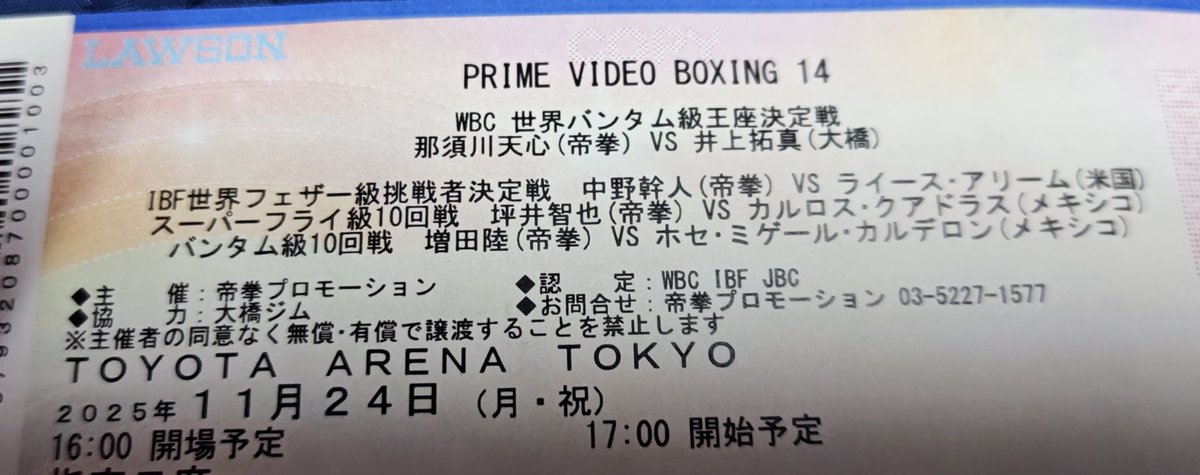 LAWSON
COPY
PRIME VIDEO BOXING 14
WBC 世界バンタム級王座決定戦
那須川天心(帝拳) VS 井上拓真(大橋)
IBF世界フェザー級挑戦者決定戦 中野幹人(帝拳) VS ライース・アリーム(米国)
スーパーフライ級10回戦 坪井智也(帝拳) VS カルロス・クアドラス(メキシコ)
バンタム級10回戦 増田陸(帝拳) VS ホセ・ミゲール・カルデロン(メキシコ)
◆主 催：帝拳プロモーション ◆認 定：WBC IBF JBC
◆協 力：大橋ジム ◆お問合せ：帝拳プロモーション 03-5227-1577
※主催者の同意なく無償・有償で譲渡することを禁止します
TOYOTA ARENA TOKYO
2025年 11月24日 (月・祝)
16:00 開場予定 17:00 開始予定